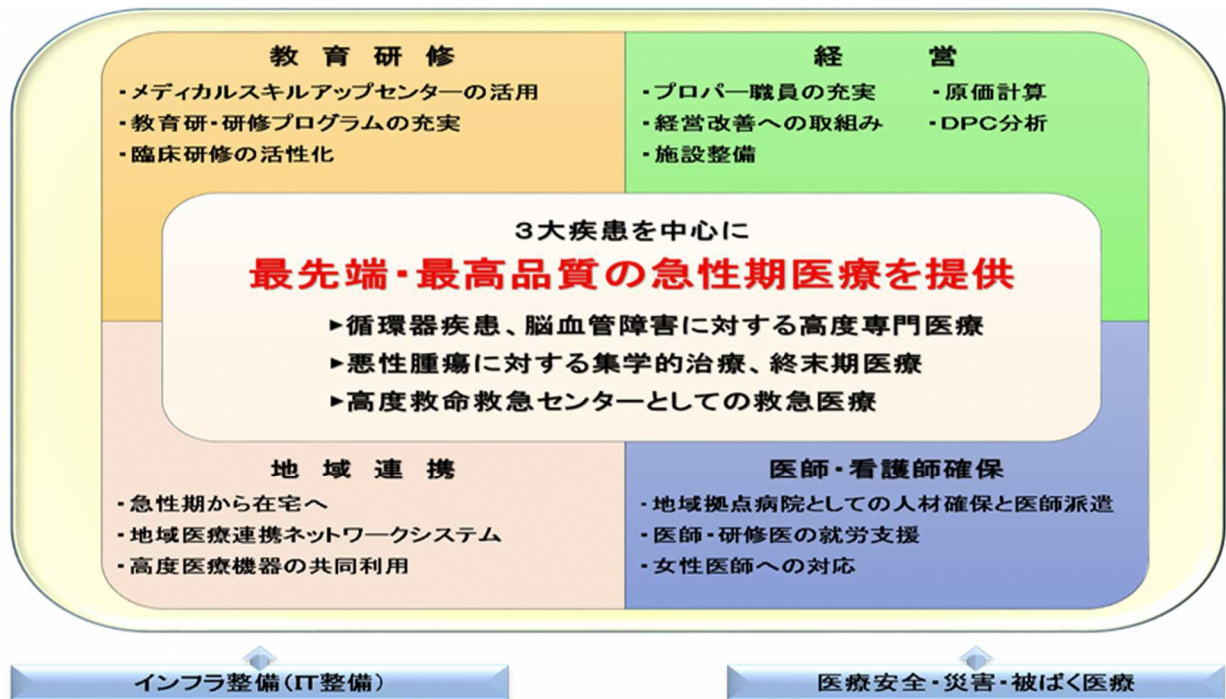 教育研修
・メディカルスキルアップセンターの活用
・教育研・研修プログラムの充実
・臨床研修の活性化
経営
・プロパー職員の充実 ・原価計算
・経営改善への取組み ・DPC分析
・施設整備
3大疾患を中心に
最先端・最高品質の急性期医療を提供
►循環器疾患、脳血管障害に対する高度専門医療
►悪性腫瘍に対する集学的治療、終末期医療
►高度救命救急センターとしての救急医療
地域連携
・急性期から在宅へ
・地域医療連携ネットワークシステム
・高度医療機器の共同利用
医師・看護師確保
・地域拠点病院としての人材確保と医師派遣
・医師・研修医の就労支援
・女性医師への対応
インフラ整備(IT整備)
医療安全・災害・被ばく医療